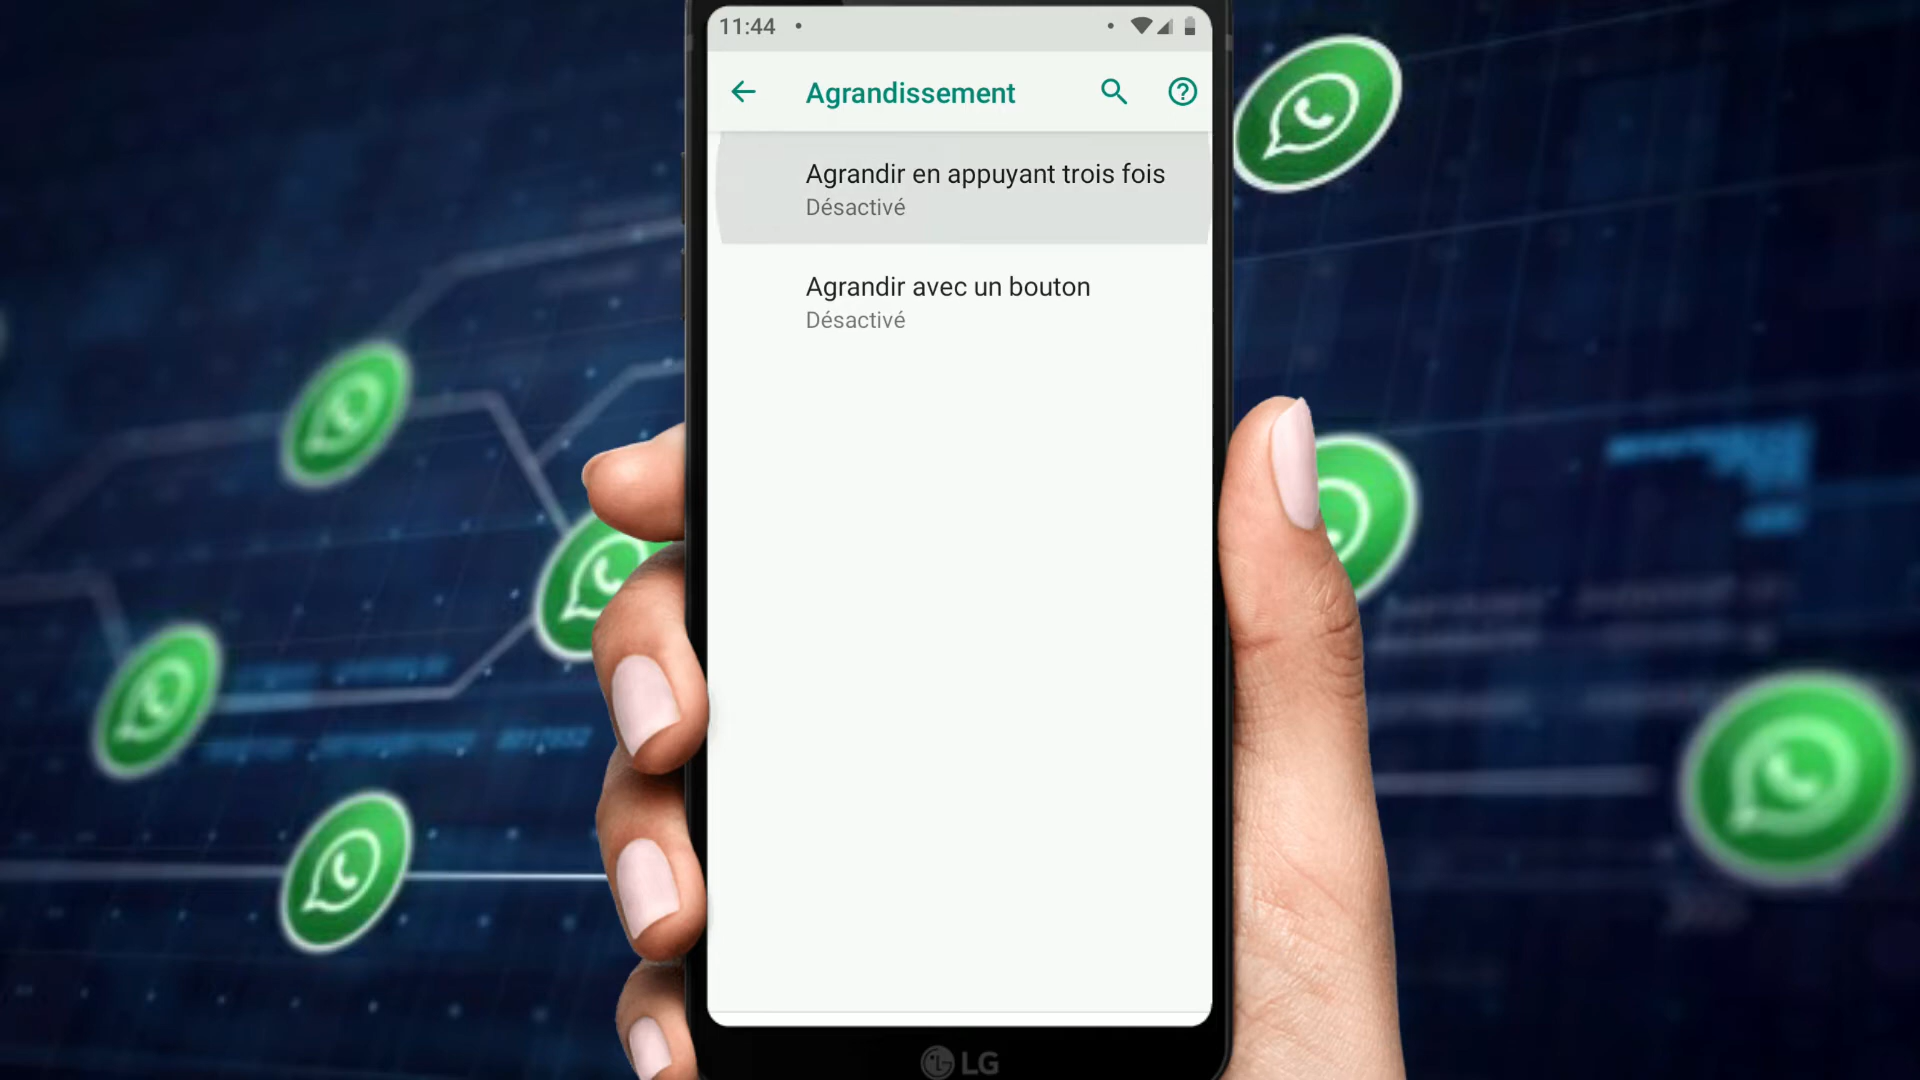 11:44
Agrandissement
Agrandir en appuyant trois fois
Désactivé
Agrandir avec un bouton
Désactivé
LG